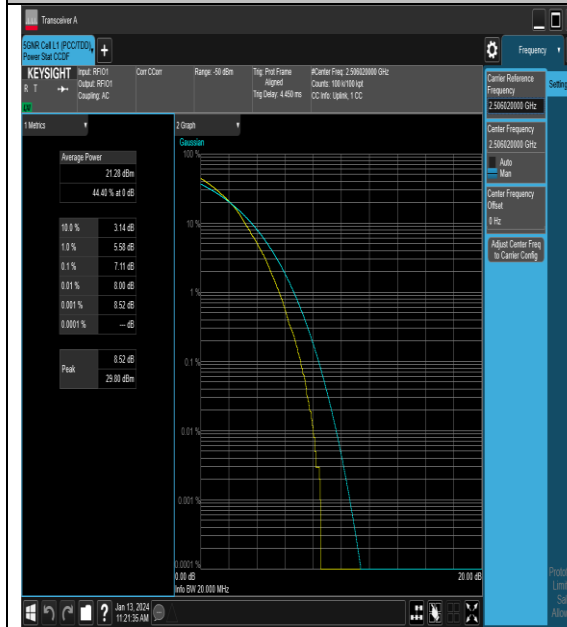 Transceiver A
5GNR Cell L1 (PCC/TDD),
Power Stat CCDF
+
Frequency
KEYSIGHT
R T
Input: RFIO1
Output: RFIO1
Coupling: AC
Corr CCorr
Range: -50 dBm
Trig: Prot Frame
Aligned
Trig Delay: 4.450 ms
#Center Freq: 2.506020000 GHz
Counts: 100 k/100 kpt
CC Info: Uplink, 1 CC
1 Metrics
Average Power
21.28 dBm
44.40 % at 0 dB
10.0 % 3.14 dB
1.0 % 5.58 dB
0.1 % 7.11 dB
0.01 % 8.00 dB
0.001 % 8.52 dB
0.0001 % --- dB
Peak
8.52 dB
29.80 dBm
2 Graph
Gaussian
100 %
10 %
1 %
0.1 %
0.01 %
0.001 %
0.0001 %
0.00 dB
20.00 dB
Info BW 20.000 MHz
Carrier Reference
Frequency
2.506020000 GHz
Center Frequency
2.506020000 GHz
Auto
Man
Center Frequency
Offset
0 Hz
Adjust Center Freq
to Carrier Config
Setting
?
Jan 13, 2024
11:21:35 AM